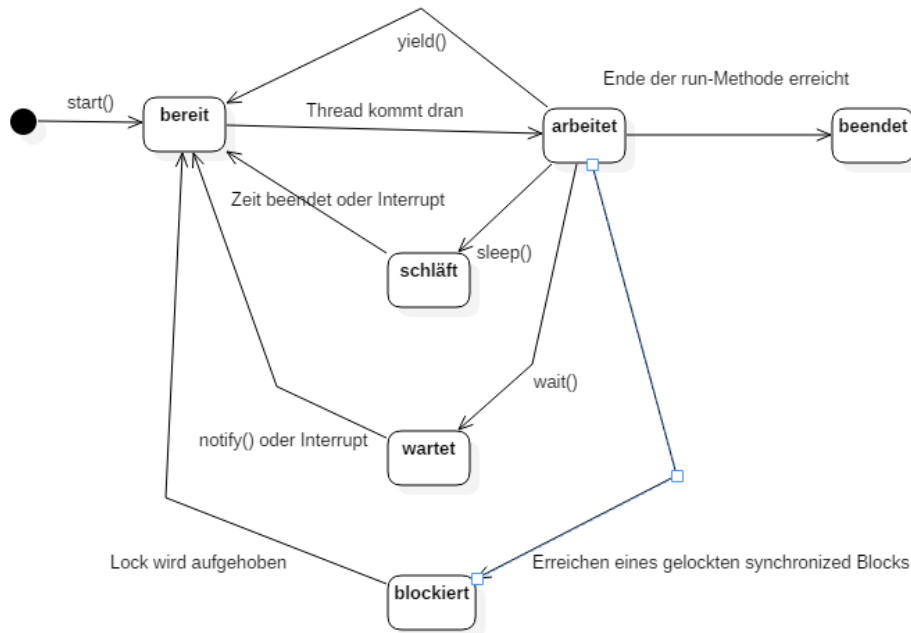 yield()
Ende der run-Methode erreicht
start()
bereit
Thread kommt dran
arbeitet
beendet
Zeit beendet oder Interrupt
sleep()
schläft
wait()
notify() oder Interrupt
wartet
Lock wird aufgehoben
Erreichen eines gelockten synchronized Blocks
blockiert